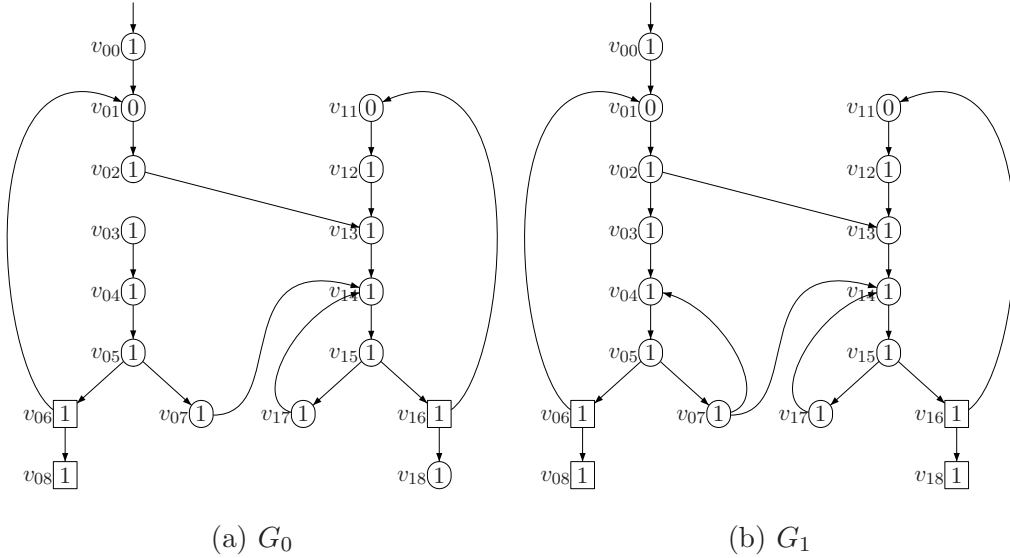 v00 1 v00 1
v01 0 v11 0 v01 0 v11 0
v02 1 v12 1 v02 1 v12 1
v03 1 v13 1 v03 1 v13 1
v04 1 v14 1 v04 1 v14 1
v05 1 v15 1 v05 1 v15 1
v06 1 v07 1 v17 1 v16 1 v06 1 v07 1 v17 1 v16 1
v08 1 v18 1 v08 1 v18 1
(a) G0 (b) G1